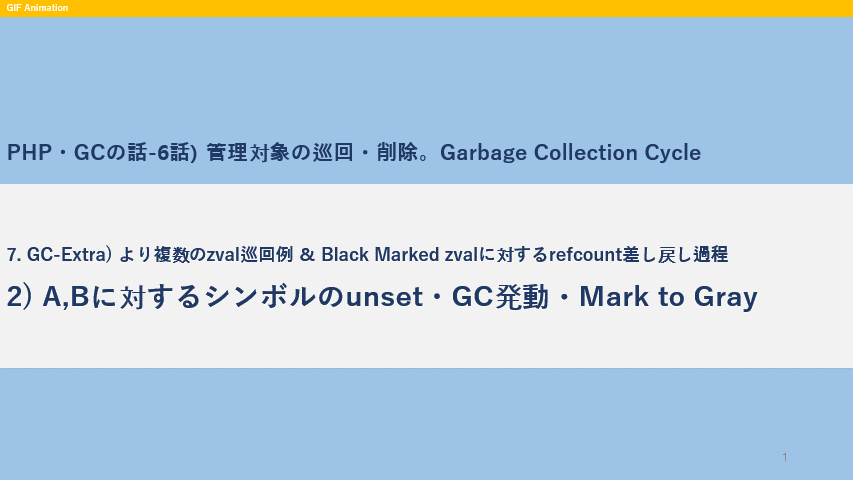 GIF Animation
PHP・GCの話-6話) 管理対象の巡回・削除。Garbage Collection Cycle
7. GC-Extra) より複数のzval巡回例 & Black Marked zvalに対するrefcount差し戻し過程
2) A,Bに対するシンボルのunset・GC発動・Mark to Gray
1